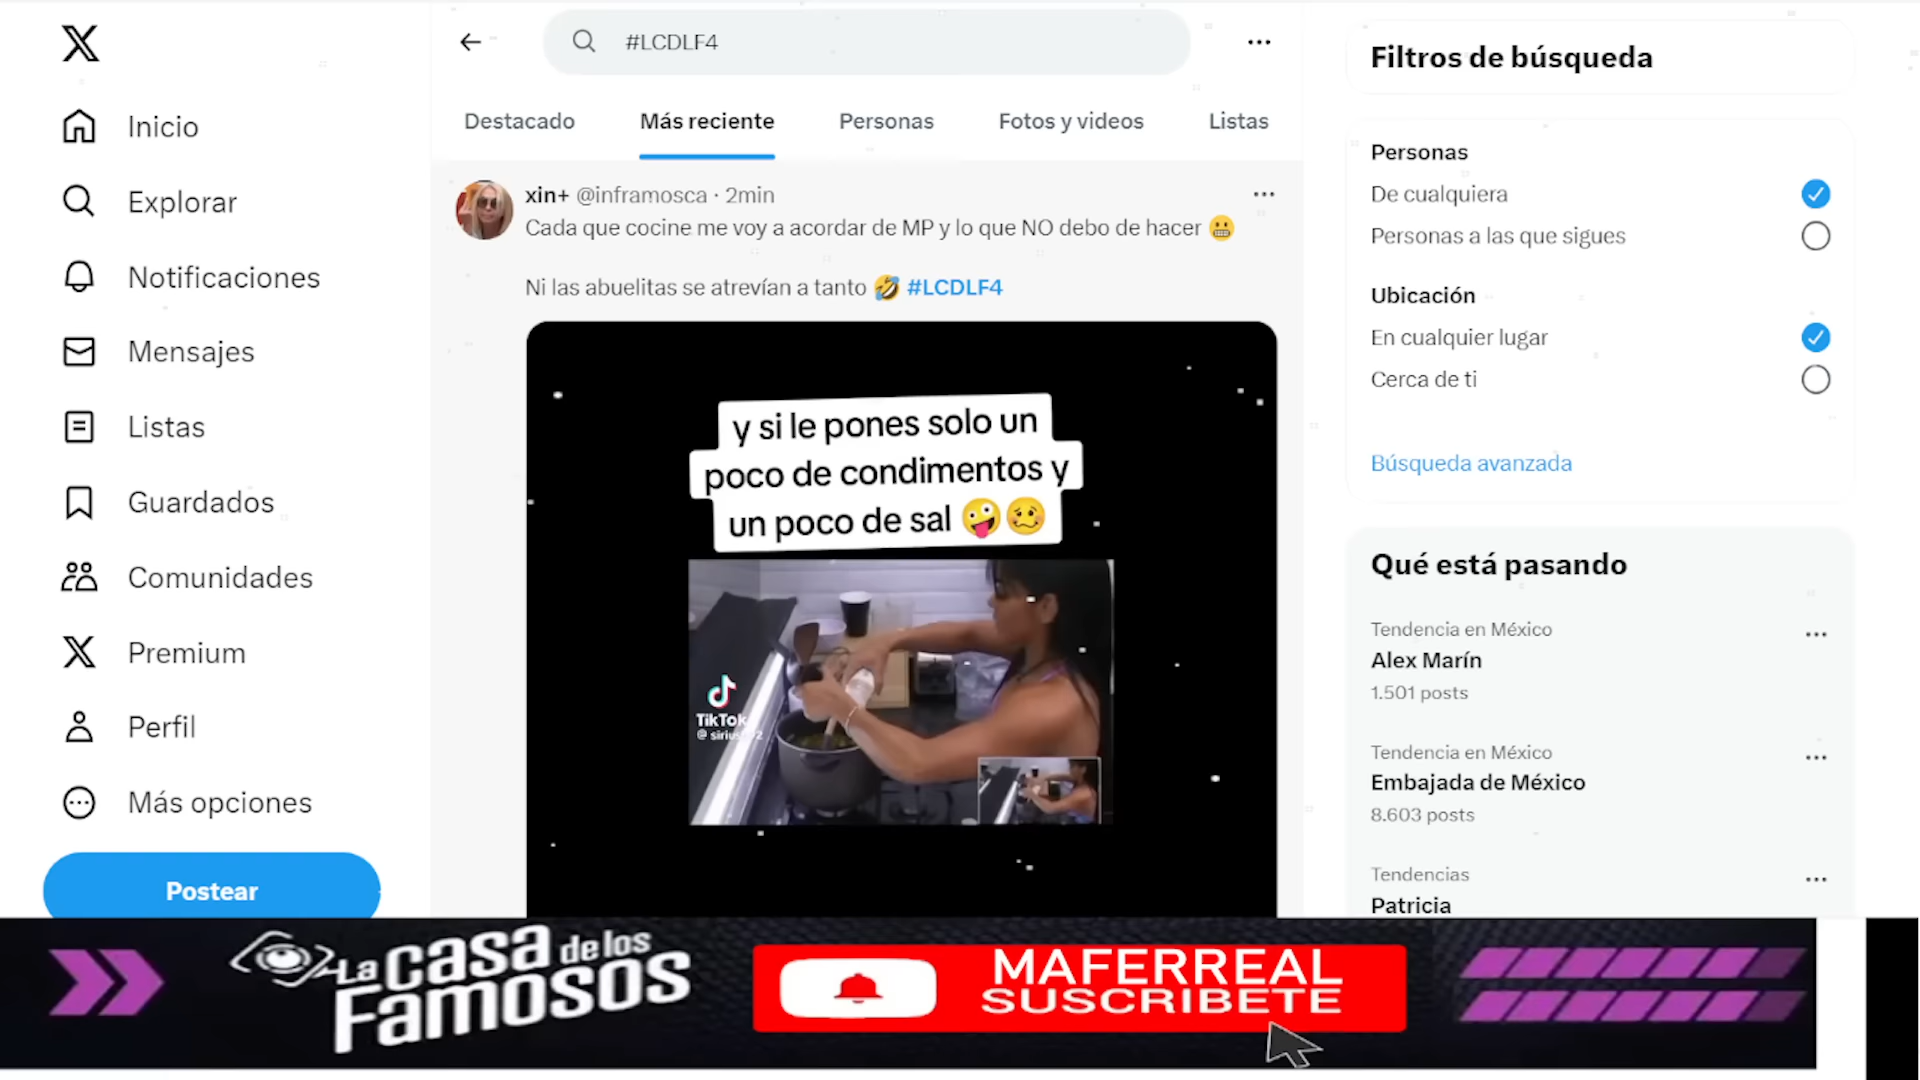 #LCDLF4
Destacado
Más reciente
Personas
Fotos y videos
Listas
Inicio
Explorar
Notificaciones
Mensajes
Listas
Guardados
Comunidades
Premium
Perfil
Más opciones
Postear
xin+ @inframosca · 2min
Cada que cocine me voy a acordar de MP y lo que NO debo de hacer 😬
Ni las abuelitas se atrevían a tanto 🤣 #LCDLF4
y si le pones solo un
poco de condimentos y
un poco de sal 🤪🥴
TikTok
Filtros de búsqueda
Personas
De cualquiera
Personas a las que sigues
Ubicación
En cualquier lugar
Cerca de ti
Búsqueda avanzada
Qué está pasando
Tendencia en México
Alex Marín
1.501 posts
Tendencia en México
Embajada de México
8.603 posts
Tendencias
Patricia
La casa de los
Famosos
MAFERREAL
SUSCRIBETE